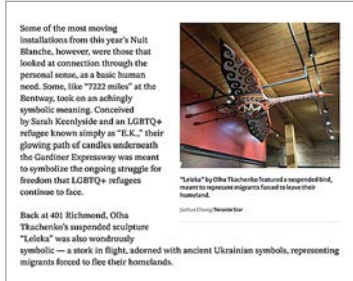 Some of the most moving
installations from this year's Nuit
Blanche, however, were those that
looked at connection through the
personal sense, as a basic human
need. Some, like "7222 miles" at the
Bentway, took on an achingly
symbolic meaning. Conceived
by Sarah Keenlyside and an LGBTQ+
refugee known simply as "E.K.," their
glowing path of candles underneath
the Gardiner Expressway was meant
to symbolize the ongoing struggle for
freedom that LGBTQ+ refugees
continue to face.
"Leleka" by Olha Tkachenko featured a suspended bird,
meant to represent migrants forced to leave their
homeland.
Joshua Chong/Toronto Star
Back at 401 Richmond, Olha
Tkachenko's suspended sculpture
"Leleka" was also wondrously
symbolic — a stork in flight, adorned with ancient Ukrainian symbols, representing
migrants forced to flee their homelands.